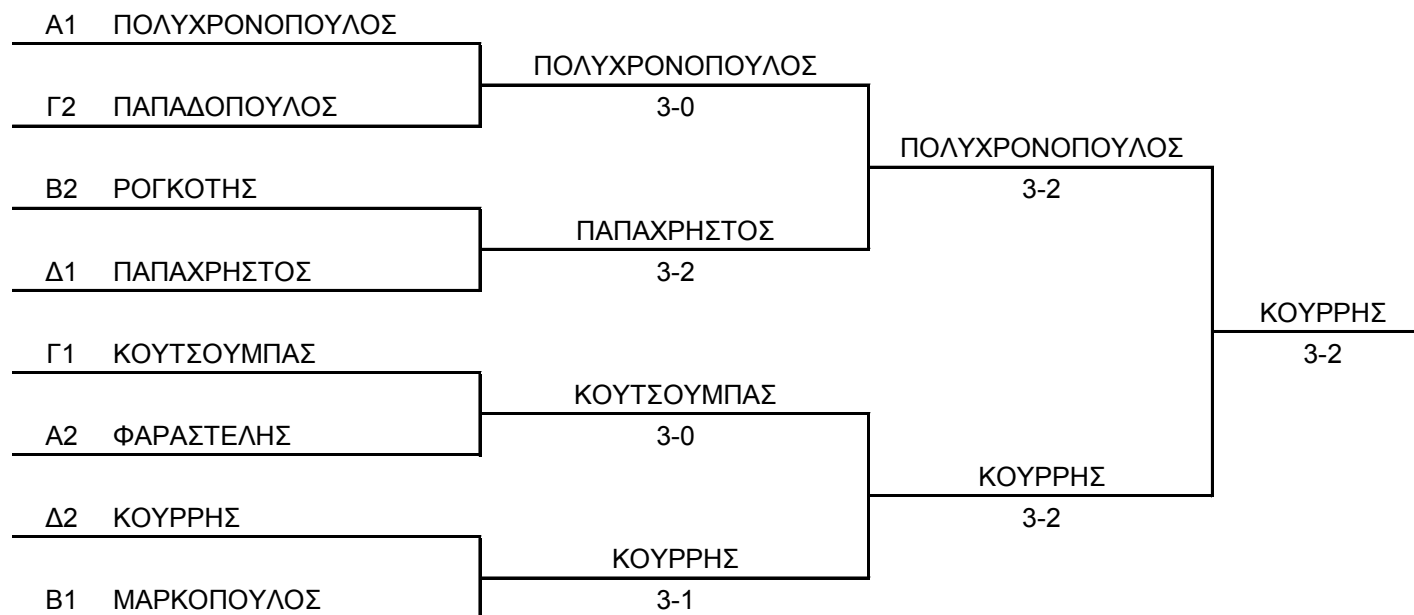 Α1 ΠΟΛΥΧΡΟΝΟΠΟΥΛΟΣ
ΠΟΛΥΧΡΟΝΟΠΟΥΛΟΣ
Γ2 ΠΑΠΑΔΟΠΟΥΛΟΣ
3-0
ΠΟΛΥΧΡΟΝΟΠΟΥΛΟΣ
Β2 ΡΟΓΚΟΤΗΣ
3-2
ΠΑΠΑΧΡΗΣΤΟΣ
Δ1 ΠΑΠΑΧΡΗΣΤΟΣ
3-2
ΚΟΥΡΡΗΣ
Γ1 ΚΟΥΤΣΟΥΜΠΑΣ
3-2
ΚΟΥΤΣΟΥΜΠΑΣ
Α2 ΦΑΡΑΣΤΕΛΗΣ
3-0
ΚΟΥΡΡΗΣ
Δ2 ΚΟΥΡΡΗΣ
3-2
ΚΟΥΡΡΗΣ
Β1 ΜΑΡΚΟΠΟΥΛΟΣ
3-1